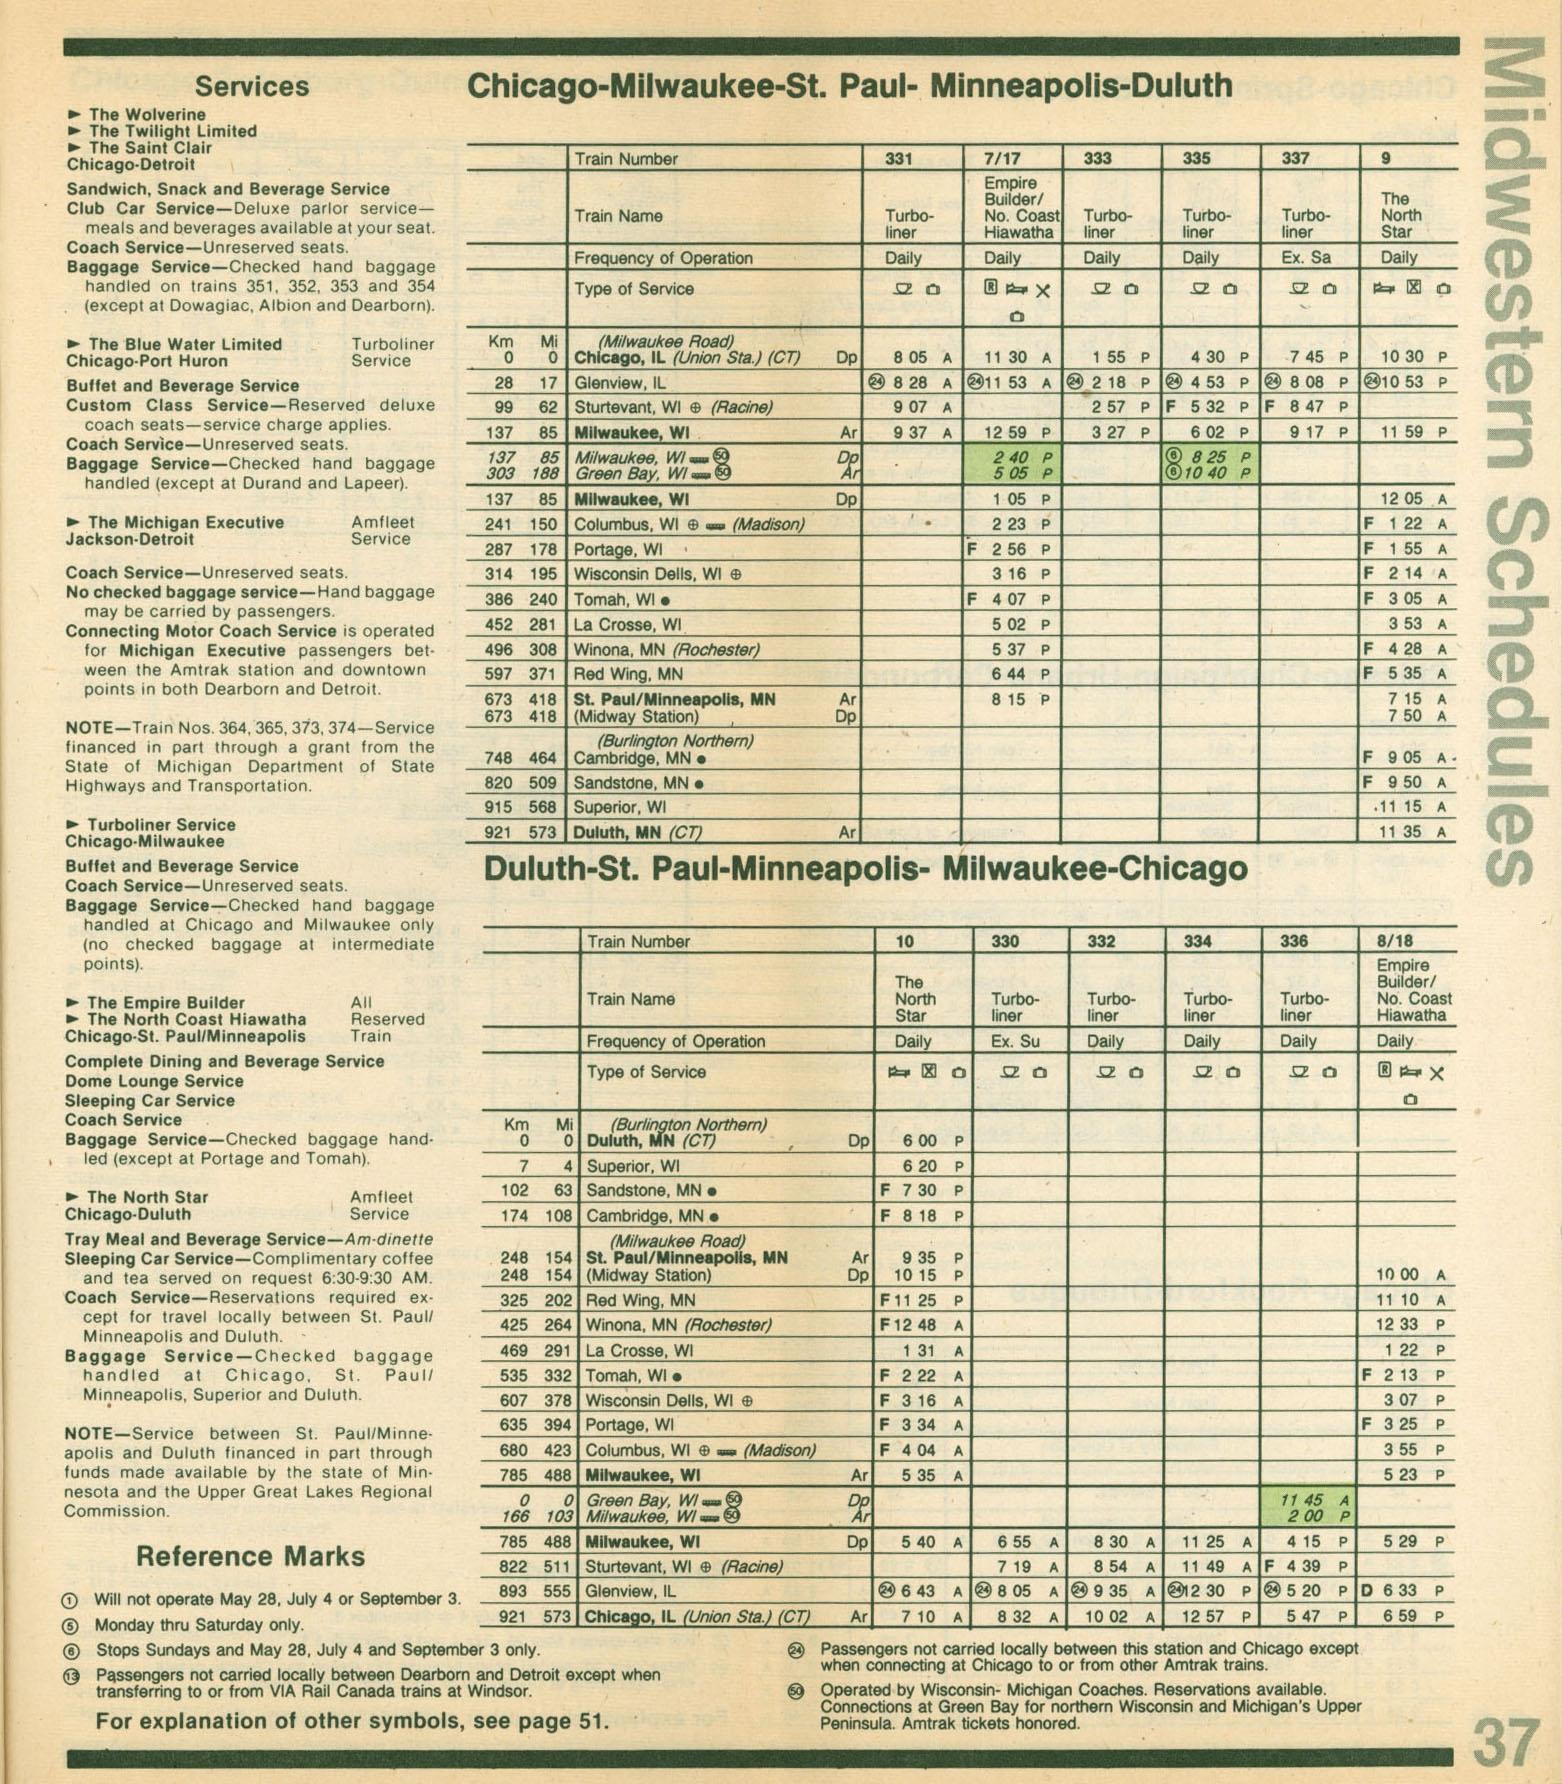 Services
► The Wolverine
► The Twilight Limited
► The Saint Clair
Chicago-Detroit
Sandwich, Snack and Beverage Service
Club Car Service—Deluxe parlor service—
meals and beverages available at your seat.
Coach Service—Unreserved seats.
Baggage Service—Checked hand baggage
handled on trains 351, 352, 353 and 354
(except at Dowagiac, Albion and Dearborn).
► The Blue Water Limited Turboliner
Chicago-Port Huron Service
Buffet and Beverage Service
Custom Class Service—Reserved deluxe
coach seats—service charge applies.
Coach Service—Unreserved seats.
Baggage Service—Checked hand baggage
handled (except at Durand and Lapeer).
► The Michigan Executive Amfleet
Jackson-Detroit Service
Coach Service—Unreserved seats.
No checked baggage service—Hand baggage
may be carried by passengers.
Connecting Motor Coach Service is operated
for Michigan Executive passengers bet-
ween the Amtrak station and downtown
points in both Dearborn and Detroit.
NOTE—Train Nos. 364, 365, 373, 374—Service
financed in part through a grant from the
State of Michigan Department of State
Highways and Transportation.
► Turboliner Service
Chicago-Milwaukee
Buffet and Beverage Service
Coach Service—Unreserved seats.
Baggage Service—Checked hand baggage
handled at Chicago and Milwaukee only
(no checked baggage at intermediate
points).
► The Empire Builder All
► The North Coast Hiawatha Reserved
Chicago-St. Paul/Minneapolis Train
Complete Dining and Beverage Service
Dome Lounge Service
Sleeping Car Service
Coach Service
Baggage Service—Checked baggage hand-
led (except at Portage and Tomah).
► The North Star Amfleet
Chicago-Duluth Service
Tray Meal and Beverage Service—Am-dinette
Sleeping Car Service—Complimentary coffee
and tea served on request 6:30-9:30 AM.
Coach Service—Reservations required ex-
cept for travel locally between St. Paul/
Minneapolis and Duluth.
Baggage Service—Checked baggage
handled at Chicago, St. Paul/
Minneapolis, Superior and Duluth.
NOTE—Service between St. Paul/Minne-
apolis and Duluth financed in part through
funds made available by the state of Min-
nesota and the Upper Great Lakes Regional
Commission.
Chicago-Milwaukee-St. Paul- Minneapolis-Duluth
Train Number 331 7/17 333 335 337 9
Train Name Turbo-liner Empire Builder/ No. Coast Hiawatha Turbo-liner Turbo-liner Turbo-liner The North Star
Frequency of Operation Daily Daily Daily Daily Ex. Sa Daily
Type of Service R
Km Mi (Milwaukee Road)
0 0 Chicago, IL (Union Sta.) (CT) Dp 8 05 A 11 30 A 1 55 P 4 30 P 7 45 P 10 30 P
28 17 Glenview, IL ㉔ 8 28 A ㉔11 53 A ㉔ 2 18 P ㉔ 4 53 P ㉔ 8 08 P ㉔10 53 P
99 62 Sturtevant, WI ⊕ (Racine) 9 07 A 2 57 P F 5 32 P F 8 47 P
137 85 Milwaukee, WI Ar 9 37 A 12 59 P 3 27 P 6 02 P 9 17 P 11 59 P
137 85 Milwaukee, WI ㊿ Dp 2 40 P ⑥ 8 25 P
303 188 Green Bay, WI ㊿ Ar 5 05 P ⑥10 40 P
137 85 Milwaukee, WI Dp 1 05 P 12 05 A
241 150 Columbus, WI ⊕ (Madison) 2 23 P F 1 22 A
287 178 Portage, WI F 2 56 P F 1 55 A
314 195 Wisconsin Dells, WI ⊕ 3 16 P F 2 14 A
386 240 Tomah, WI ● F 4 07 P F 3 05 A
452 281 La Crosse, WI 5 02 P 3 53 A
496 308 Winona, MN (Rochester) 5 37 P F 4 28 A
597 371 Red Wing, MN 6 44 P F 5 35 A
673 418 St. Paul/Minneapolis, MN Ar 8 15 P 7 15 A
673 418 (Midway Station) Dp 7 50 A
(Burlington Northern)
748 464 Cambridge, MN ● F 9 05 A
820 509 Sandstone, MN ● F 9 50 A
915 568 Superior, WI 11 15 A
921 573 Duluth, MN (CT) Ar 11 35 A
Duluth-St. Paul-Minneapolis- Milwaukee-Chicago
Train Number 10 330 332 334 336 8/18
Train Name The North Star Turbo-liner Turbo-liner Turbo-liner Turbo-liner Empire Builder/ No. Coast Hiawatha
Frequency of Operation Daily Ex. Su Daily Daily Daily Daily
Type of Service R
Km Mi (Burlington Northern)
0 0 Duluth, MN (CT) Dp 6 00 P
7 4 Superior, WI 6 20 P
102 63 Sandstone, MN ● F 7 30 P
174 108 Cambridge, MN ● F 8 18 P
(Milwaukee Road)
248 154 St. Paul/Minneapolis, MN Ar 9 35 P
248 154 (Midway Station) Dp 10 15 P 10 00 A
325 202 Red Wing, MN F11 25 P 11 10 A
425 264 Winona, MN (Rochester) F12 48 A 12 33 P
469 291 La Crosse, WI 1 31 A 1 22 P
535 332 Tomah, WI ● F 2 22 A F 2 13 P
607 378 Wisconsin Dells, WI ⊕ F 3 16 A 3 07 P
635 394 Portage, WI F 3 34 A F 3 25 P
680 423 Columbus, WI ⊕ (Madison) F 4 04 A 3 55 P
785 488 Milwaukee, WI Ar 5 35 A 5 23 P
0 0 Green Bay, WI ㊿ Dp 11 45 A
166 103 Milwaukee, WI ㊿ Ar 2 00 P
785 488 Milwaukee, WI Dp 5 40 A 6 55 A 8 30 A 11 25 A 4 15 P 5 29 P
822 511 Sturtevant, WI ⊕ (Racine) 7 19 A 8 54 A 11 49 A F 4 39 P
893 555 Glenview, IL ㉔ 6 43 A ㉔ 8 05 A ㉔ 9 35 A ㉔12 30 P ㉔ 5 20 P D 6 33 P
921 573 Chicago, IL (Union Sta.) (CT) Ar 7 10 A 8 32 A 10 02 A 12 57 P 5 47 P 6 59 P
Reference Marks
① Will not operate May 28, July 4 or September 3.
⑤ Monday thru Saturday only.
⑥ Stops Sundays and May 28, July 4 and September 3 only.
⑬ Passengers not carried locally between Dearborn and Detroit except when
transferring to or from VIA Rail Canada trains at Windsor.
For explanation of other symbols, see page 51.
㉔ Passengers not carried locally between this station and Chicago except
when connecting at Chicago to or from other Amtrak trains.
㊿ Operated by Wisconsin- Michigan Coaches. Reservations available.
Connections at Green Bay for northern Wisconsin and Michigan's Upper
Peninsula. Amtrak tickets honored.
Midwestern Schedules
37